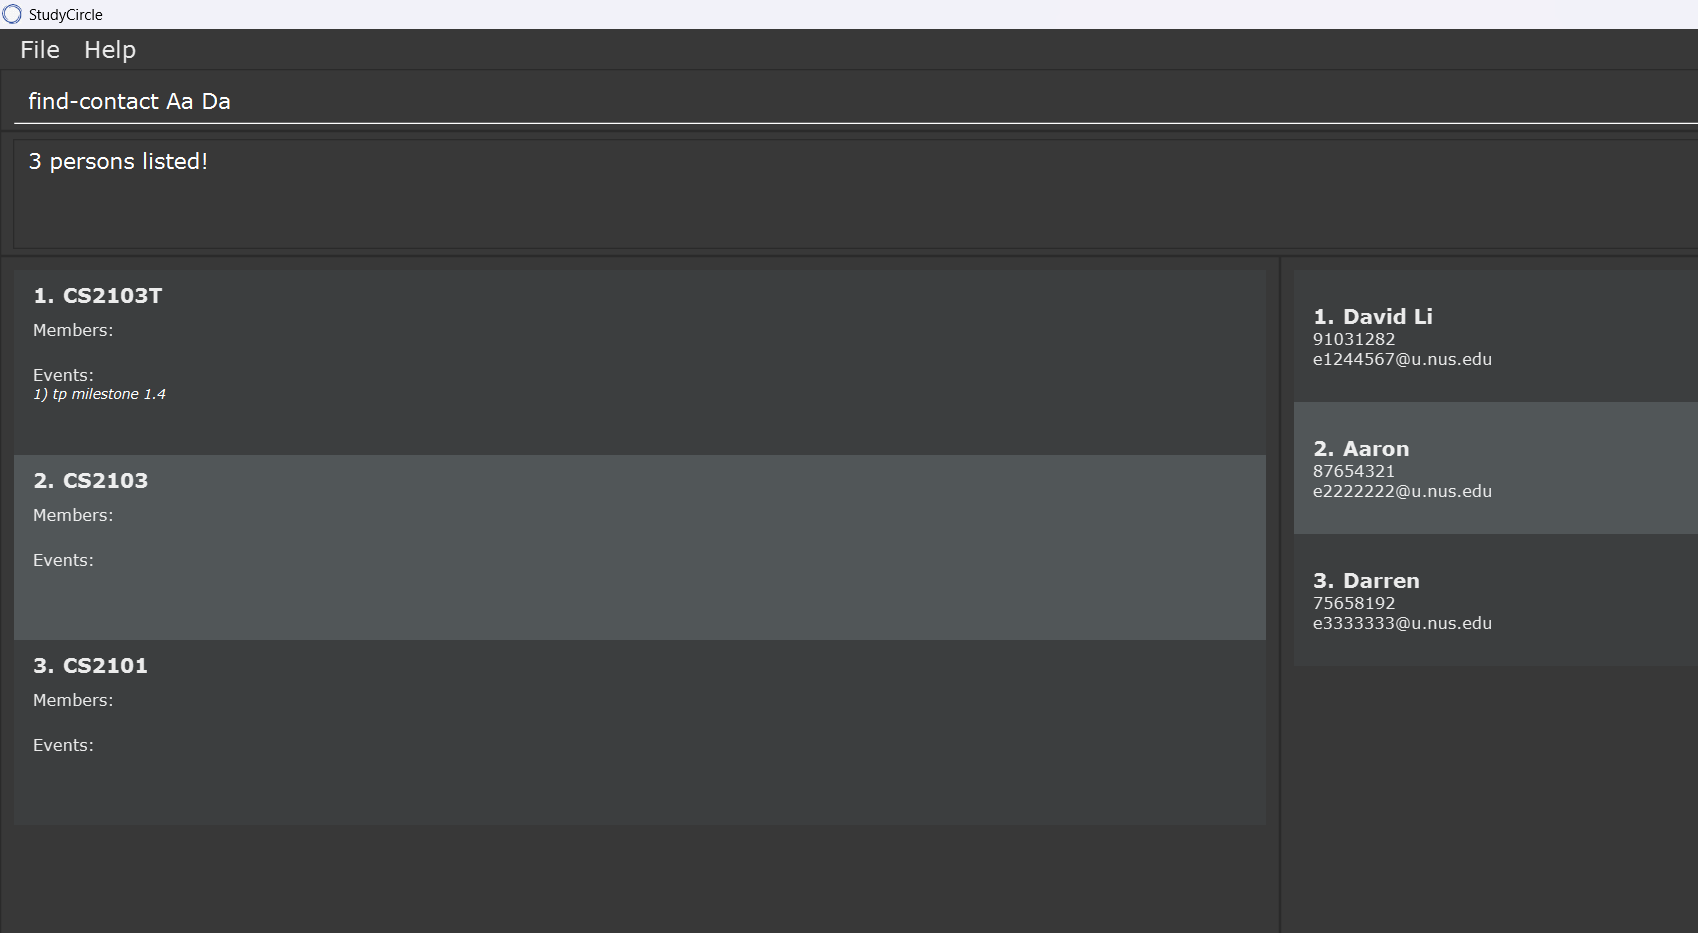 StudyCircle
File Help
find-contact Aa Da
3 persons listed!
1. CS2103T
Members:
Events:
1) tp milestone 1.4
2. CS2103
Members:
Events:
3. CS2101
Members:
Events:
1. David Li
91031282
e1244567@u.nus.edu
2. Aaron
87654321
e2222222@u.nus.edu
3. Darren
75658192
e3333333@u.nus.edu